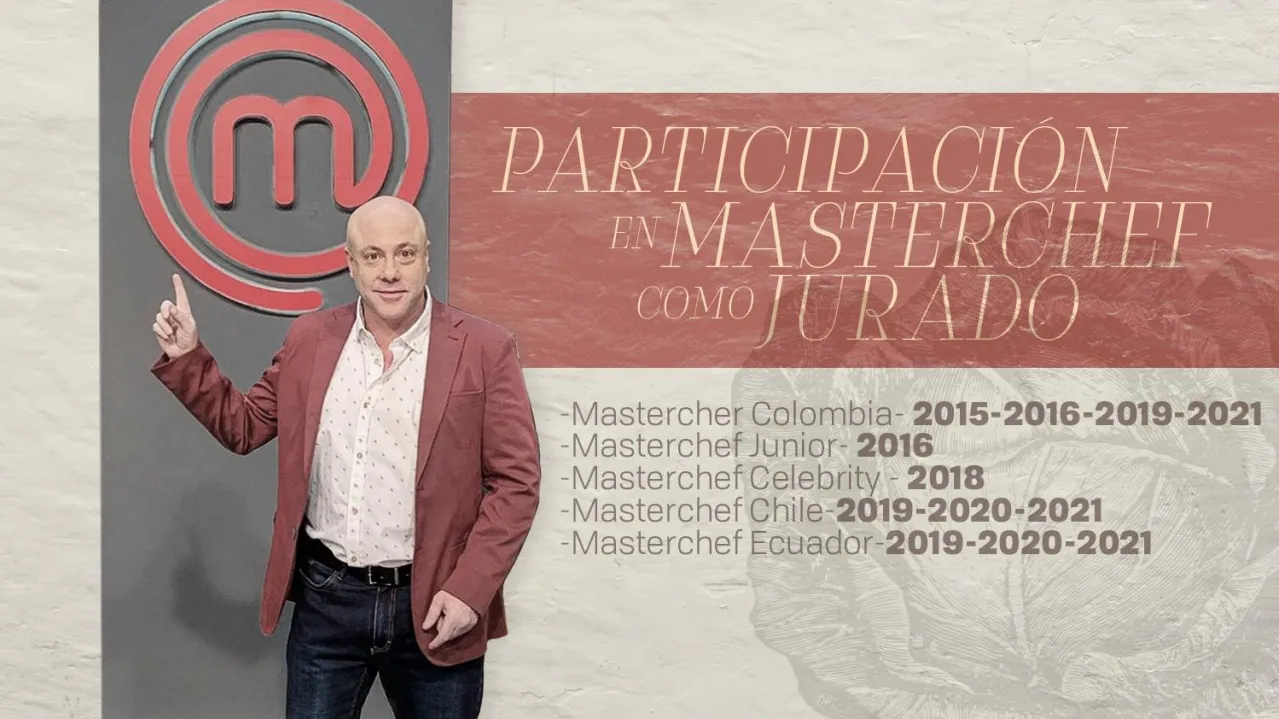 m
PARTICIPACIÓN
EN MASTERCHEF
COMO JURADO
-Mastercher Colombia- 2015-2016-2019-2021
-Masterchef Junior- 2016
-Masterchef Celebrity - 2018
-Masterchef Chile-2019-2020-2021
-Masterchef Ecuador-2019-2020-2021